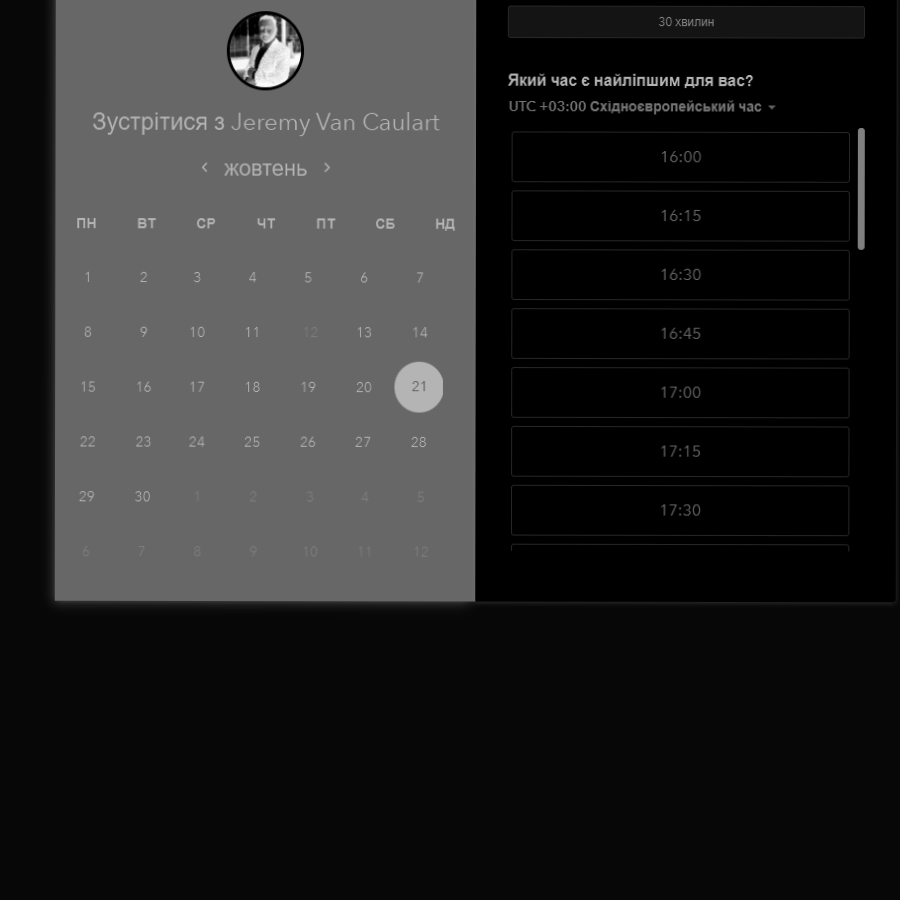 Зустрітися з Jeremy Van Caulart
жовтень
ПН ВТ СР ЧТ ПТ СБ НД
1 2 3 4 5 6 7
8 9 10 11 12 13 14
15 16 17 18 19 20 21
22 23 24 25 26 27 28
29 30 1 2 3 4 5
6 7 8 9 10 11 12
30 хвилин
Який час є найліпшим для вас?
UTC +03:00 Східноєвропейський час
16:00
16:15
16:30
16:45
17:00
17:15
17:30